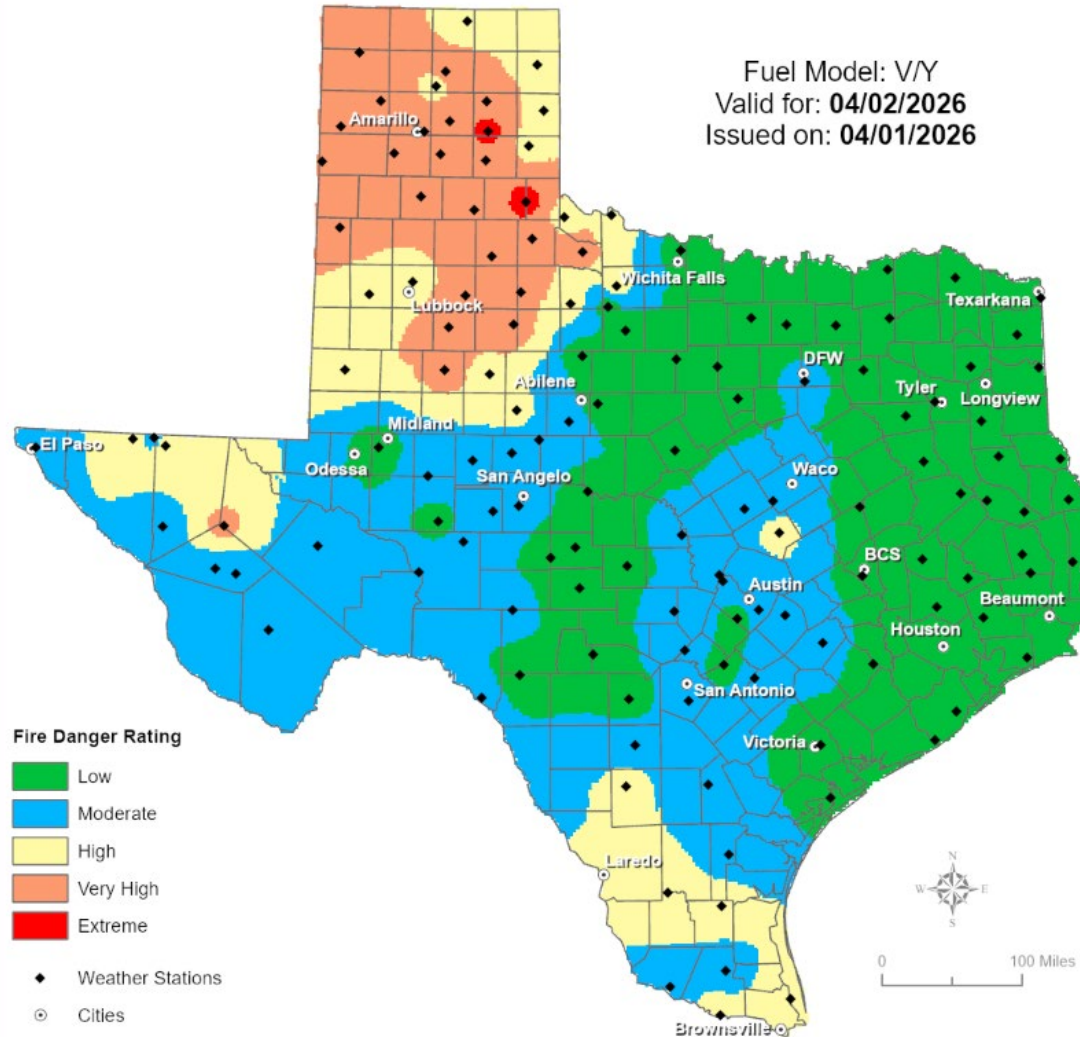 Fuel Model: V/Y
Valid for: 04/02/2026
Issued on: 04/01/2026
Amarillo
Lubbock
Wichita Falls
Texarkana
DFW
Abilene
Tyler
Longview
Midland
El Paso
Odessa
San Angelo
Waco
BCS
Austin
Beaumont
Houston
San Antonio
Victoria
Laredo
Brownsville
Fire Danger Rating
Low
Moderate
High
Very High
Extreme
Weather Stations
Cities
N
W E
S
0 100 Miles